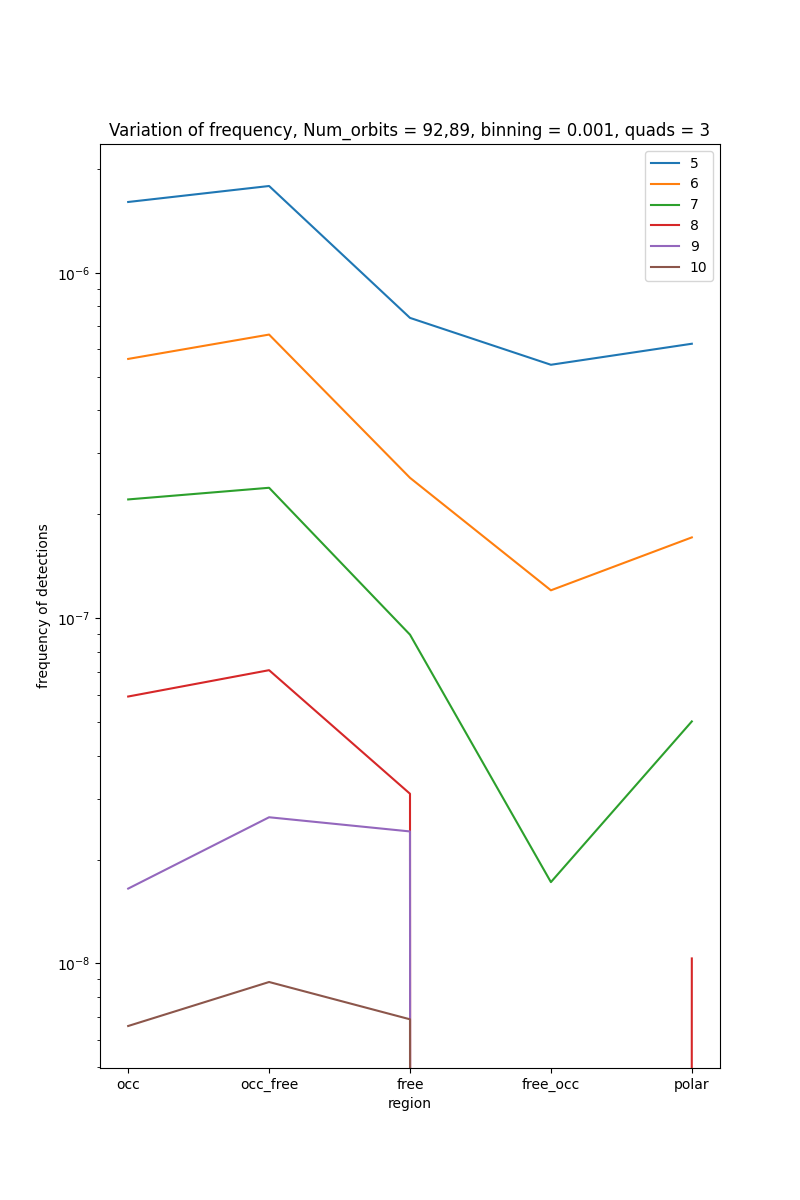 Variation of frequency, Num_orbits = 92,89, binning = 0.001, quads = 3
5
6
7
8
9
10
10⁻⁶
10⁻⁷
10⁻⁸
frequency of detections
occ occ_free free free_occ polar
region